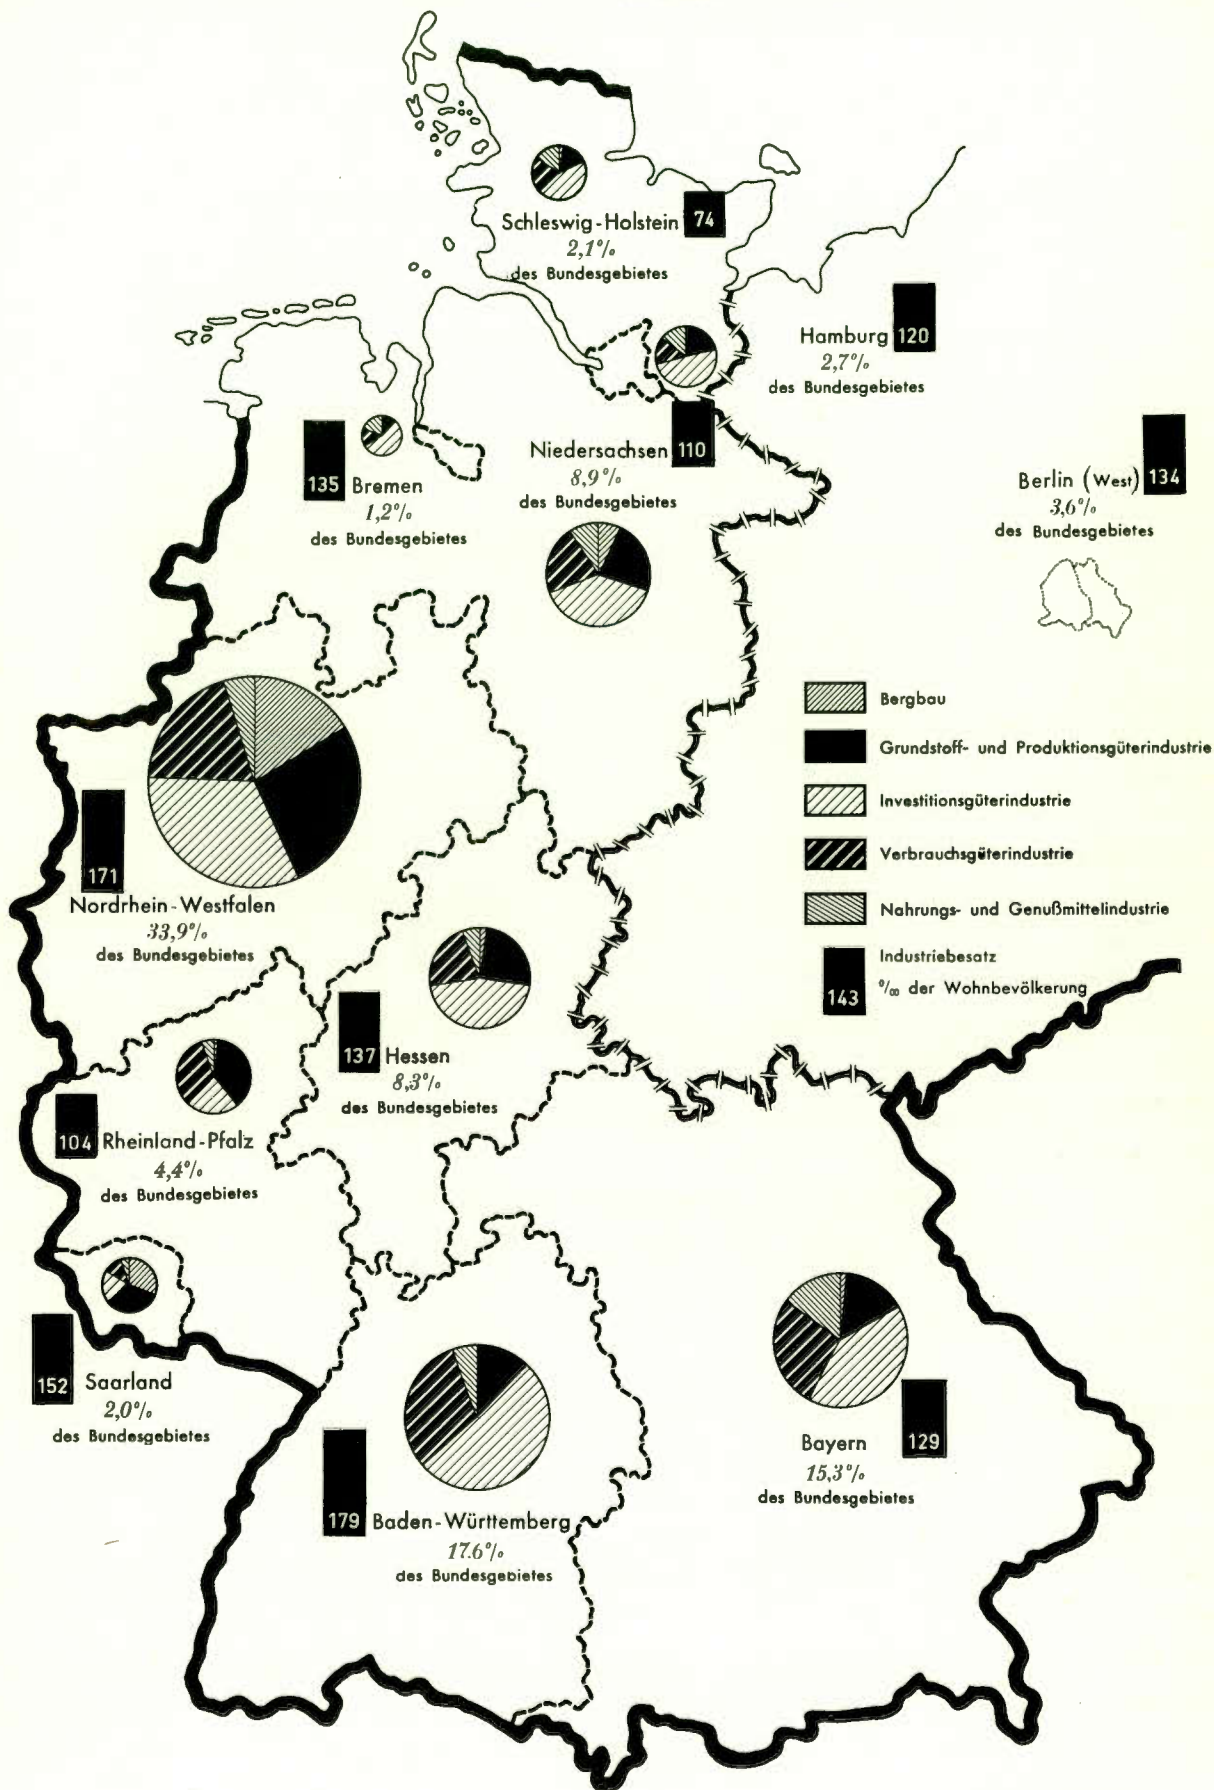 Schleswig-Holstein 74
2,1%
des Bundesgebietes
Hamburg 120
2,7%
des Bundesgebietes
135 Bremen
1,2%
des Bundesgebietes
Niedersachsen 110
8,9%
des Bundesgebietes
Berlin (West) 134
3,6%
des Bundesgebietes
Bergbau
Grundstoff- und Produktionsgüterindustrie
Investitionsgüterindustrie
Verbrauchsgüterindustrie
Nahrungs- und Genußmittelindustrie
Industriebesatz
143 ‰ der Wohnbevölkerung
171
Nordrhein-Westfalen
33,9%
des Bundesgebietes
137 Hessen
8,3%
des Bundesgebietes
104 Rheinland-Pfalz
4,4%
des Bundesgebietes
152 Saarland
2,0%
des Bundesgebietes
179 Baden-Württemberg
17.6%
des Bundesgebietes
Bayern 129
15,3%
des Bundesgebietes